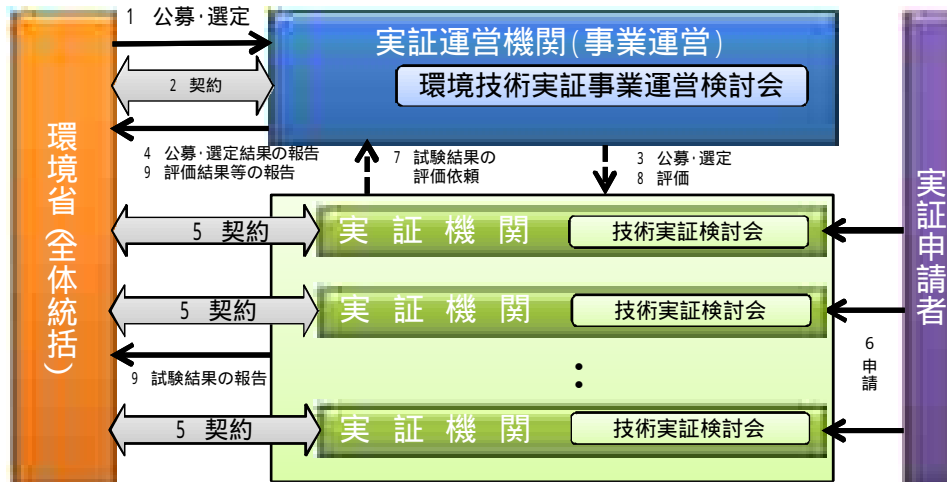 1 公募・選定
実証運営機関(事業運営)
環境技術実証事業運営検討会
2 契約
環境省(全体統括)
4 公募・選定結果の報告
9 評価結果等の報告
7 試験結果の
評価依頼
3 公募・選定
8 評価
実証申請者
5 契約
実証機関
技術実証検討会
5 契約
実証機関
技術実証検討会
9 試験結果の報告
：
6
申請
5 契約
実証機関
技術実証検討会